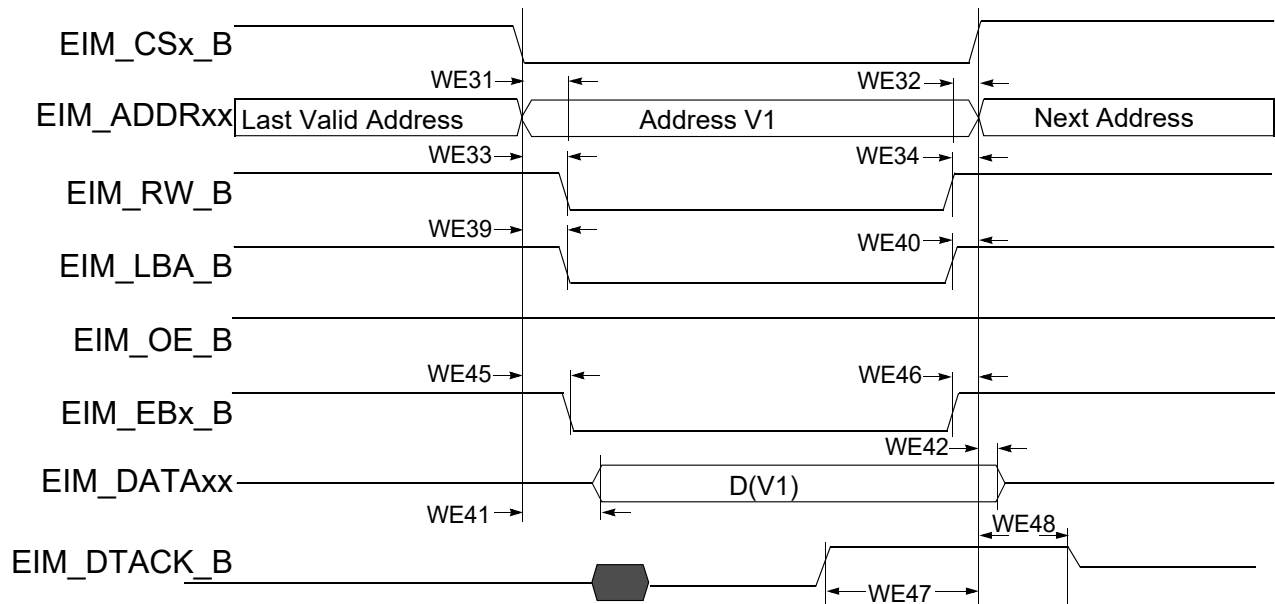 EIM_CSx_B
WE31
WE32
EIM_ADDRxx
Last Valid Address
Address V1
Next Address
WE33
WE34
EIM_RW_B
WE39
WE40
EIM_LBA_B
EIM_OE_B
WE45
WE46
EIM_EBx_B
WE42
EIM_DATAxx
D(V1)
WE41
WE48
EIM_DTACK_B
WE47